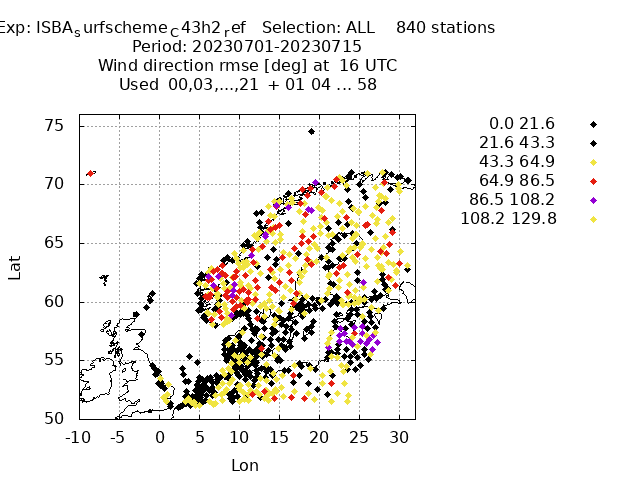 Exp: ISBAsurfschemeC43h2ref Selection: ALL 840 stations
Period: 20230701-20230715
Wind direction rmse [deg] at 16 UTC
Used 00,03,...,21 + 01 04 ... 58
0.0 21.6
21.6 43.3
43.3 64.9
64.9 86.5
86.5 108.2
108.2 129.8
75
70
65
60
55
50
Lat
-10 -5 0 5 10 15 20 25 30
Lon